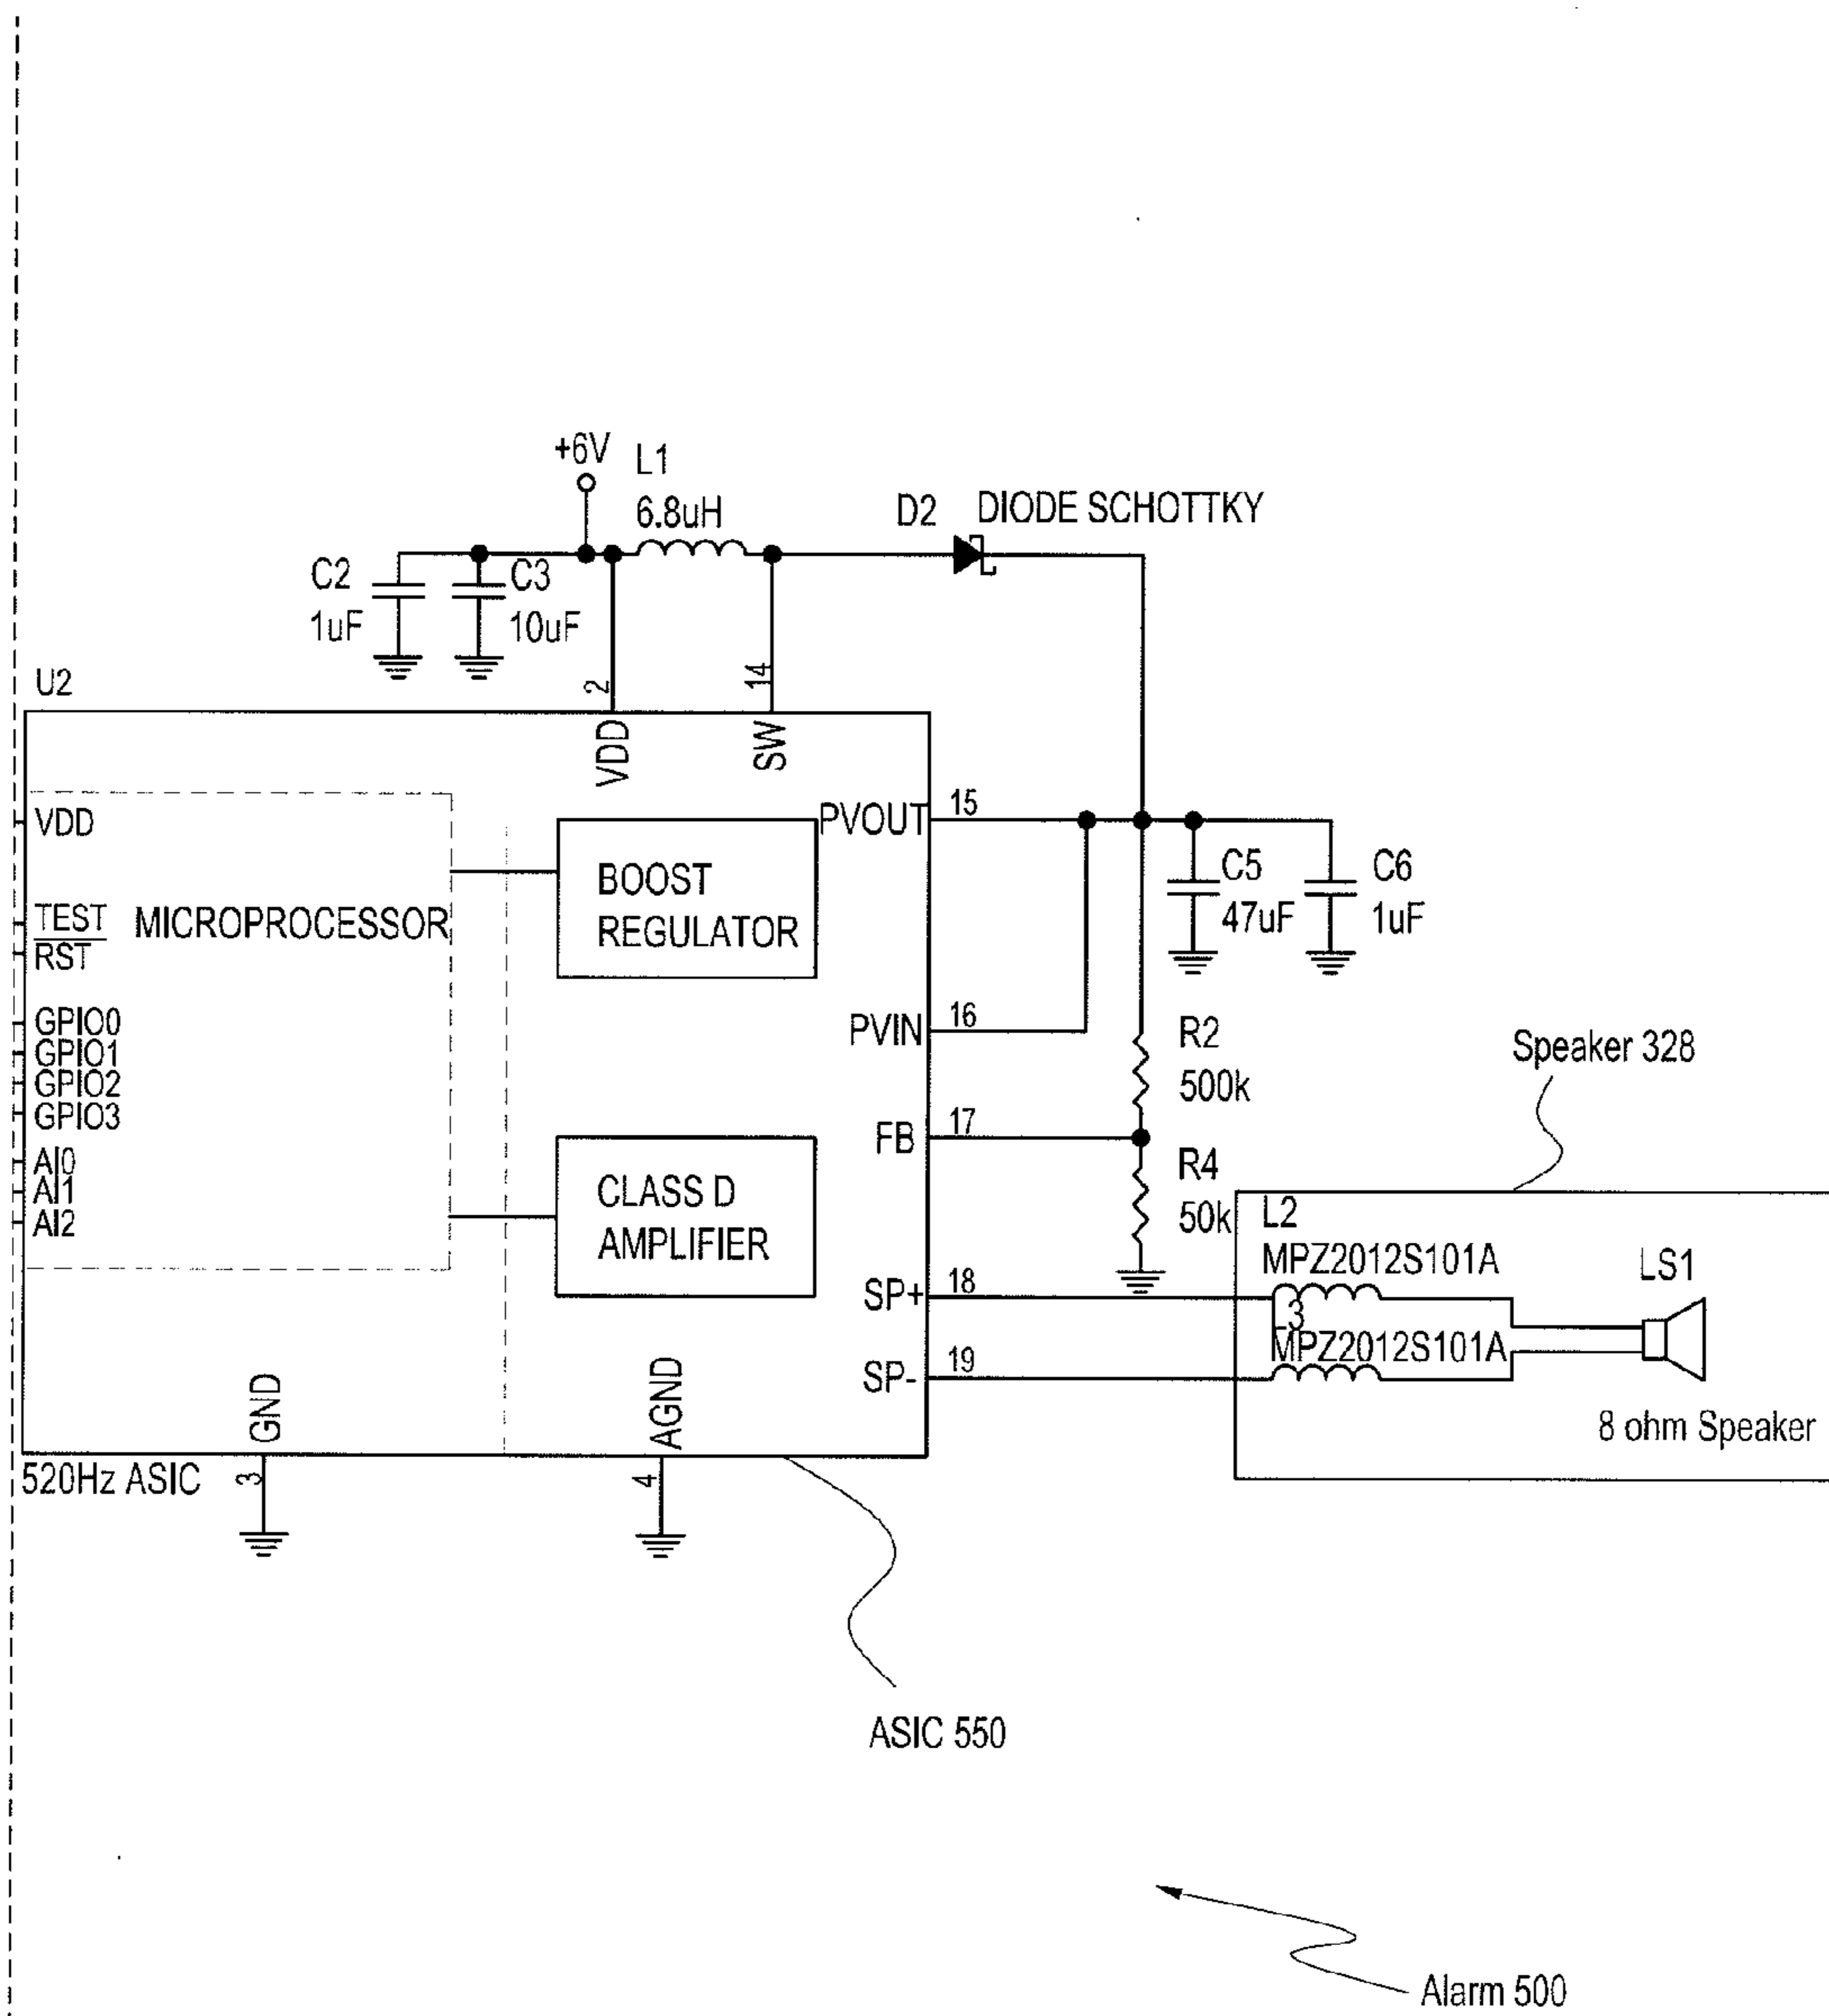 +6V
L1
6.8uH
D2
DIODE SCHOTTKY
C2
1uF
C3
10uF
U2
2
14
VDD
SW
VDD
TEST
RST
MICROPROCESSOR
GPIO0
GPIO1
GPIO2
GPIO3
AI0
AI1
AI2
BOOST
REGULATOR
CLASS D
AMPLIFIER
PVOUT
15
PVIN
16
FB
17
SP+
18
SP-
19
C5
47uF
C6
1uF
R2
500k
R4
50k
Speaker 328
L2
MPZ2012S101A
L3
MPZ2012S101A
LS1
8 ohm Speaker
GND
3
AGND
4
520Hz ASIC
ASIC 550
Alarm 500